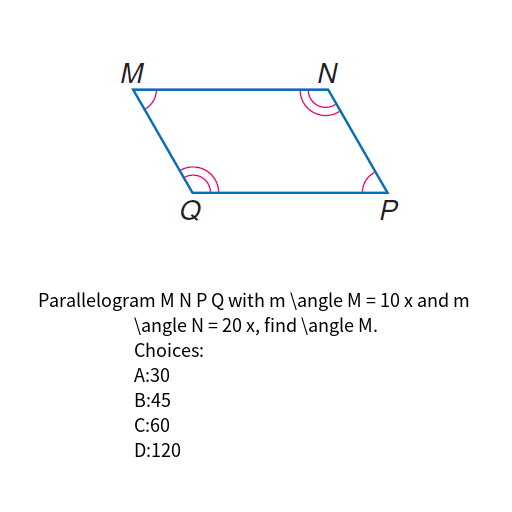 M N
Q P
Parallelogram M N P Q with m \angle M = 10 x and m
\angle N = 20 x, find \angle M.
Choices:
A:30
B:45
C:60
D:120